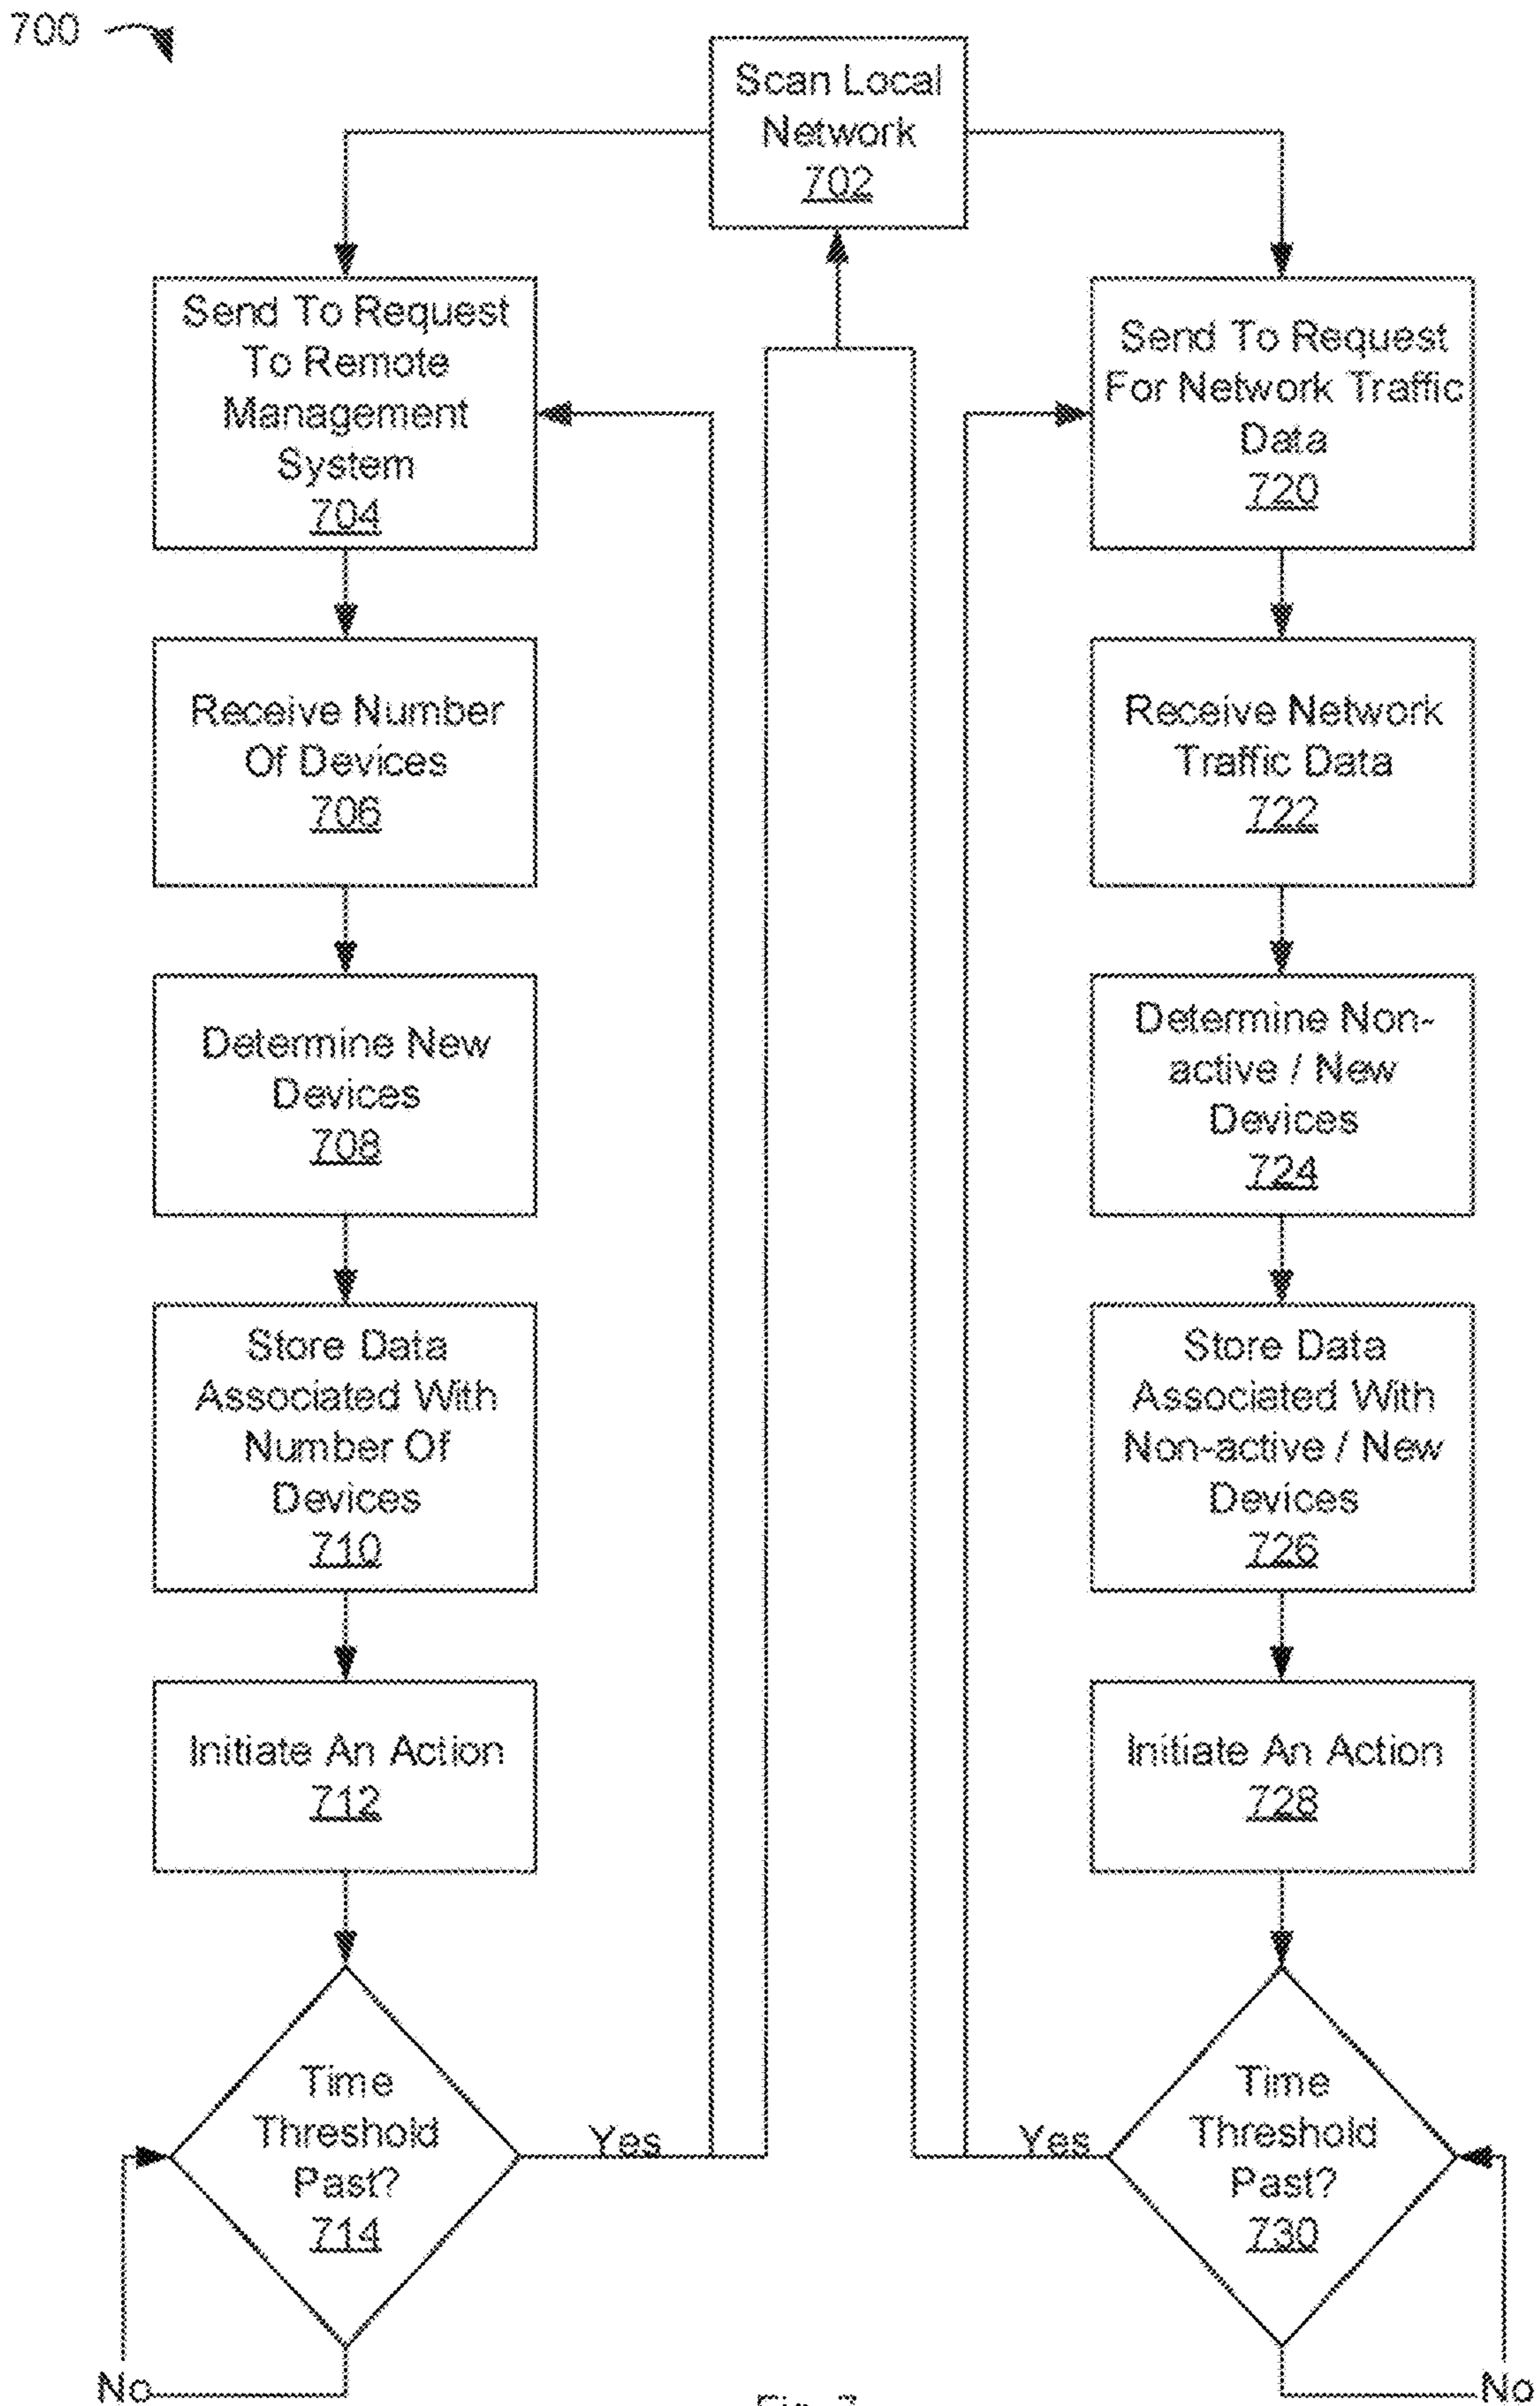 700
Scan Local
Network
702
Send To Request
To Remote
Management
System
704
Receive Number
Of Devices
706
Determine New
Devices
708
Store Data
Associated With
Number Of
Devices
710
Initiate An Action
712
Time
Threshold
Past?
714
Yes
No
Send To Request
For Network Traffic
Data
720
Receive Network
Traffic Data
722
Determine Non-
active / New
Devices
724
Store Data
Associated With
Non-active / New
Devices
726
Initiate An Action
728
Time
Threshold
Past?
730
Yes
No